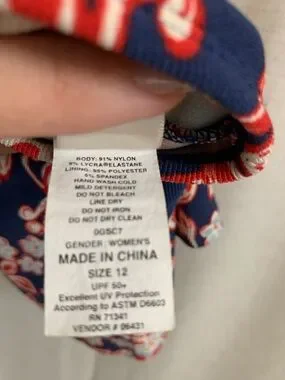 BODY: 91% NYLON
9% LYCRA®ELASTANE
LINING: 95% POLYESTER
5% SPANDEX
HAND WASH COLD
MILD DETERGENT
DO NOT BLEACH
LINE DRY
DO NOT IRON
DO NOT DRY CLEAN
0GSC7
GENDER: WOMEN'S
MADE IN CHINA
SIZE 12
UPF 50+
Excellent UV Protection
According to ASTM D6603
RN 71341
VENDOR # 06431